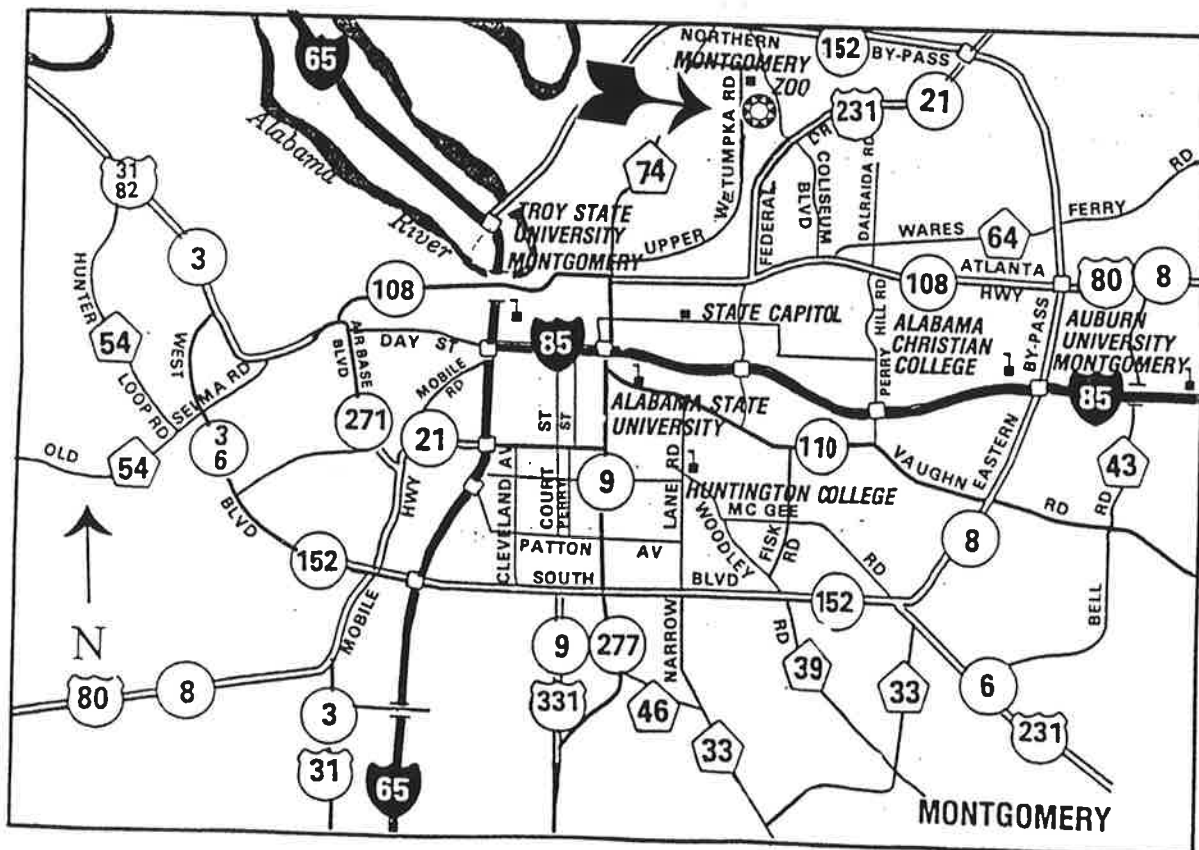 NORTHERN
152
BY-PASS
65
MONTGOMERY
ZOO
21
231
WETUMPKA RD
DR
74
Alabama
River
31
82
COLISEUM
BLVD
DALRAIDA RD
FERRY
RD
TROY STATE
UNIVERSITY
MONTGOMERY
UPPER
FEDERAL
WARES
64
3
HUNTER
108
108
ATLANTA
HWY
80
8
54
WEST
AIRBASE
BLVD
DAY ST
85
STATE CAPITOL
HILL RD
PERRY
ALABAMA
CHRISTIAN
COLLEGE
BY-PASS
AUBURN
UNIVERSITY
MONTGOMERY
LOOP RD
SELMA RD
MOBILE
RD
ALABAMA STATE
UNIVERSITY
85
271
21
ST
ST
110
OLD
54
3
6
HWY
CLEVELAND AV
COURT
PERRY
9
LANE RD
HUNTINGTON COLLEGE
VAUGHN
RD
EASTERN
43
RD
BLVD
MC GEE
RD
WOODLEY
RD
FISK
RD
PATTON AV
8
152
SOUTH BLVD
152
BELL
N
MOBILE
9
277
NARROW
39
33
6
80
8
3
331
46
33
231
31
65
MONTGOMERY